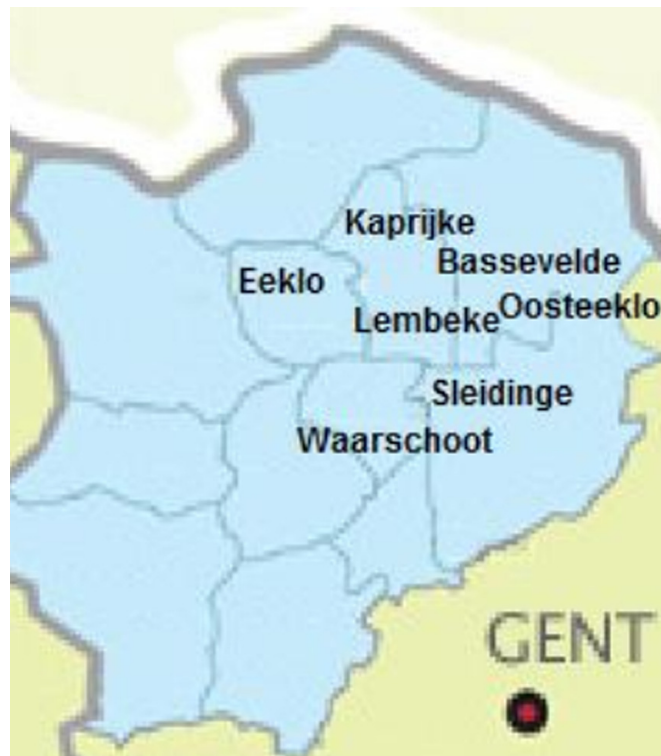 Kaprijke
Bassevelde
Eeklo
Oosteeklo
Lembeke
Sleidinge
Waarschoot
GENT